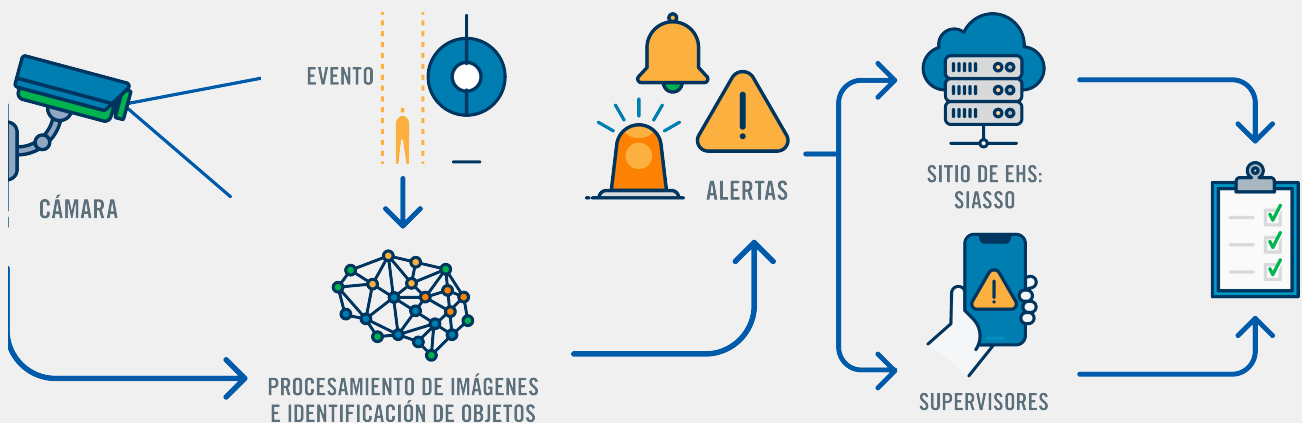 EVENTO
CÁMARA
ALERTAS
SITIO DE EHS:
SIASSO
PROCESAMIENTO DE IMÁGENES
E IDENTIFICACIÓN DE OBJETOS
SUPERVISORES